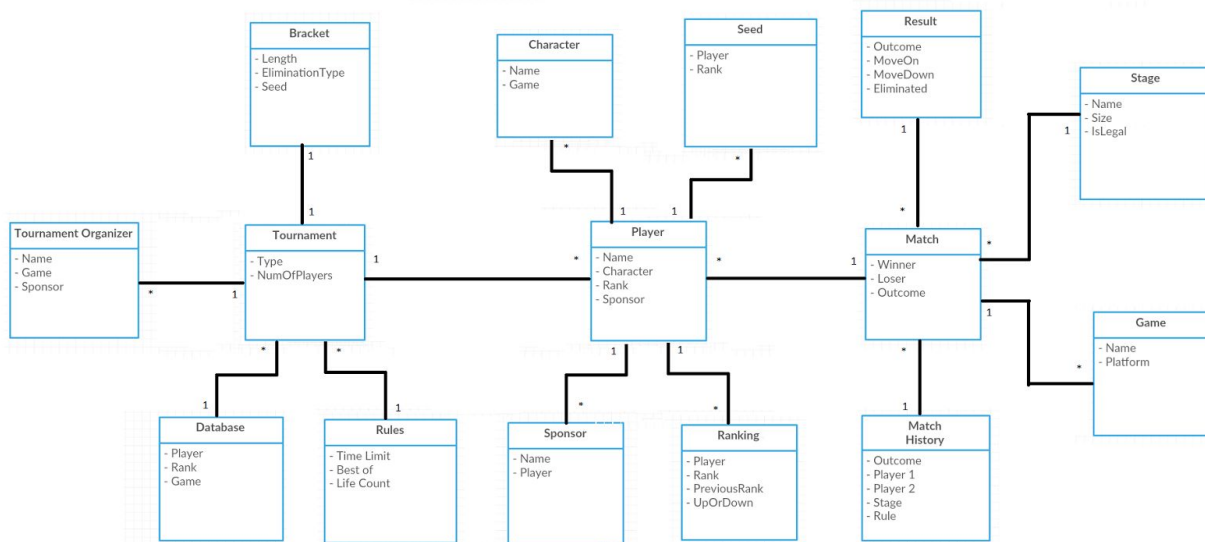 Bracket
- Length
- EliminationType
- Seed
1
Character
- Name
- Game
*
Seed
- Player
- Rank
*
Result
- Outcome
- MoveOn
- MoveDown
- Eliminated
1
Stage
- Name
- Size
- IsLegal
1
Tournament Organizer
- Name
- Game
- Sponsor
*
1
1
Tournament
- Type
- NumOfPlayers
1
*
*
1
1
*
Player
- Name
- Character
- Rank
- Sponsor
*
1
1
1
*
*
1
Match
- Winner
- Loser
- Outcome
*
1
*
Game
- Name
- Platform
1
Database
- Player
- Rank
- Game
1
Rules
- Time Limit
- Best of
- Life Count
*
Sponsor
- Name
- Player
*
Ranking
- Player
- Rank
- PreviousRank
- UpOrDown
1
Match
History
- Outcome
- Player 1
- Player 2
- Stage
- Rule